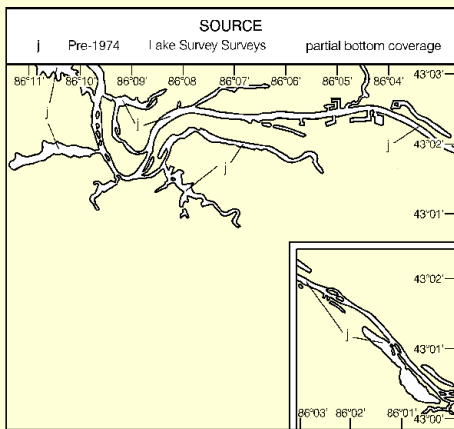 SOURCE
j Pre-1974 Lake Survey Surveys partial bottom coverage
86°11' 86°10' 86°09' 86°08' 86°07' 86°06' 86°05' 86°04' 43°03'
j
j
j
43°02'
j
43°01'
43°02'
j
j
43°01'
86°03' 86°02' 86°01' 43°00'